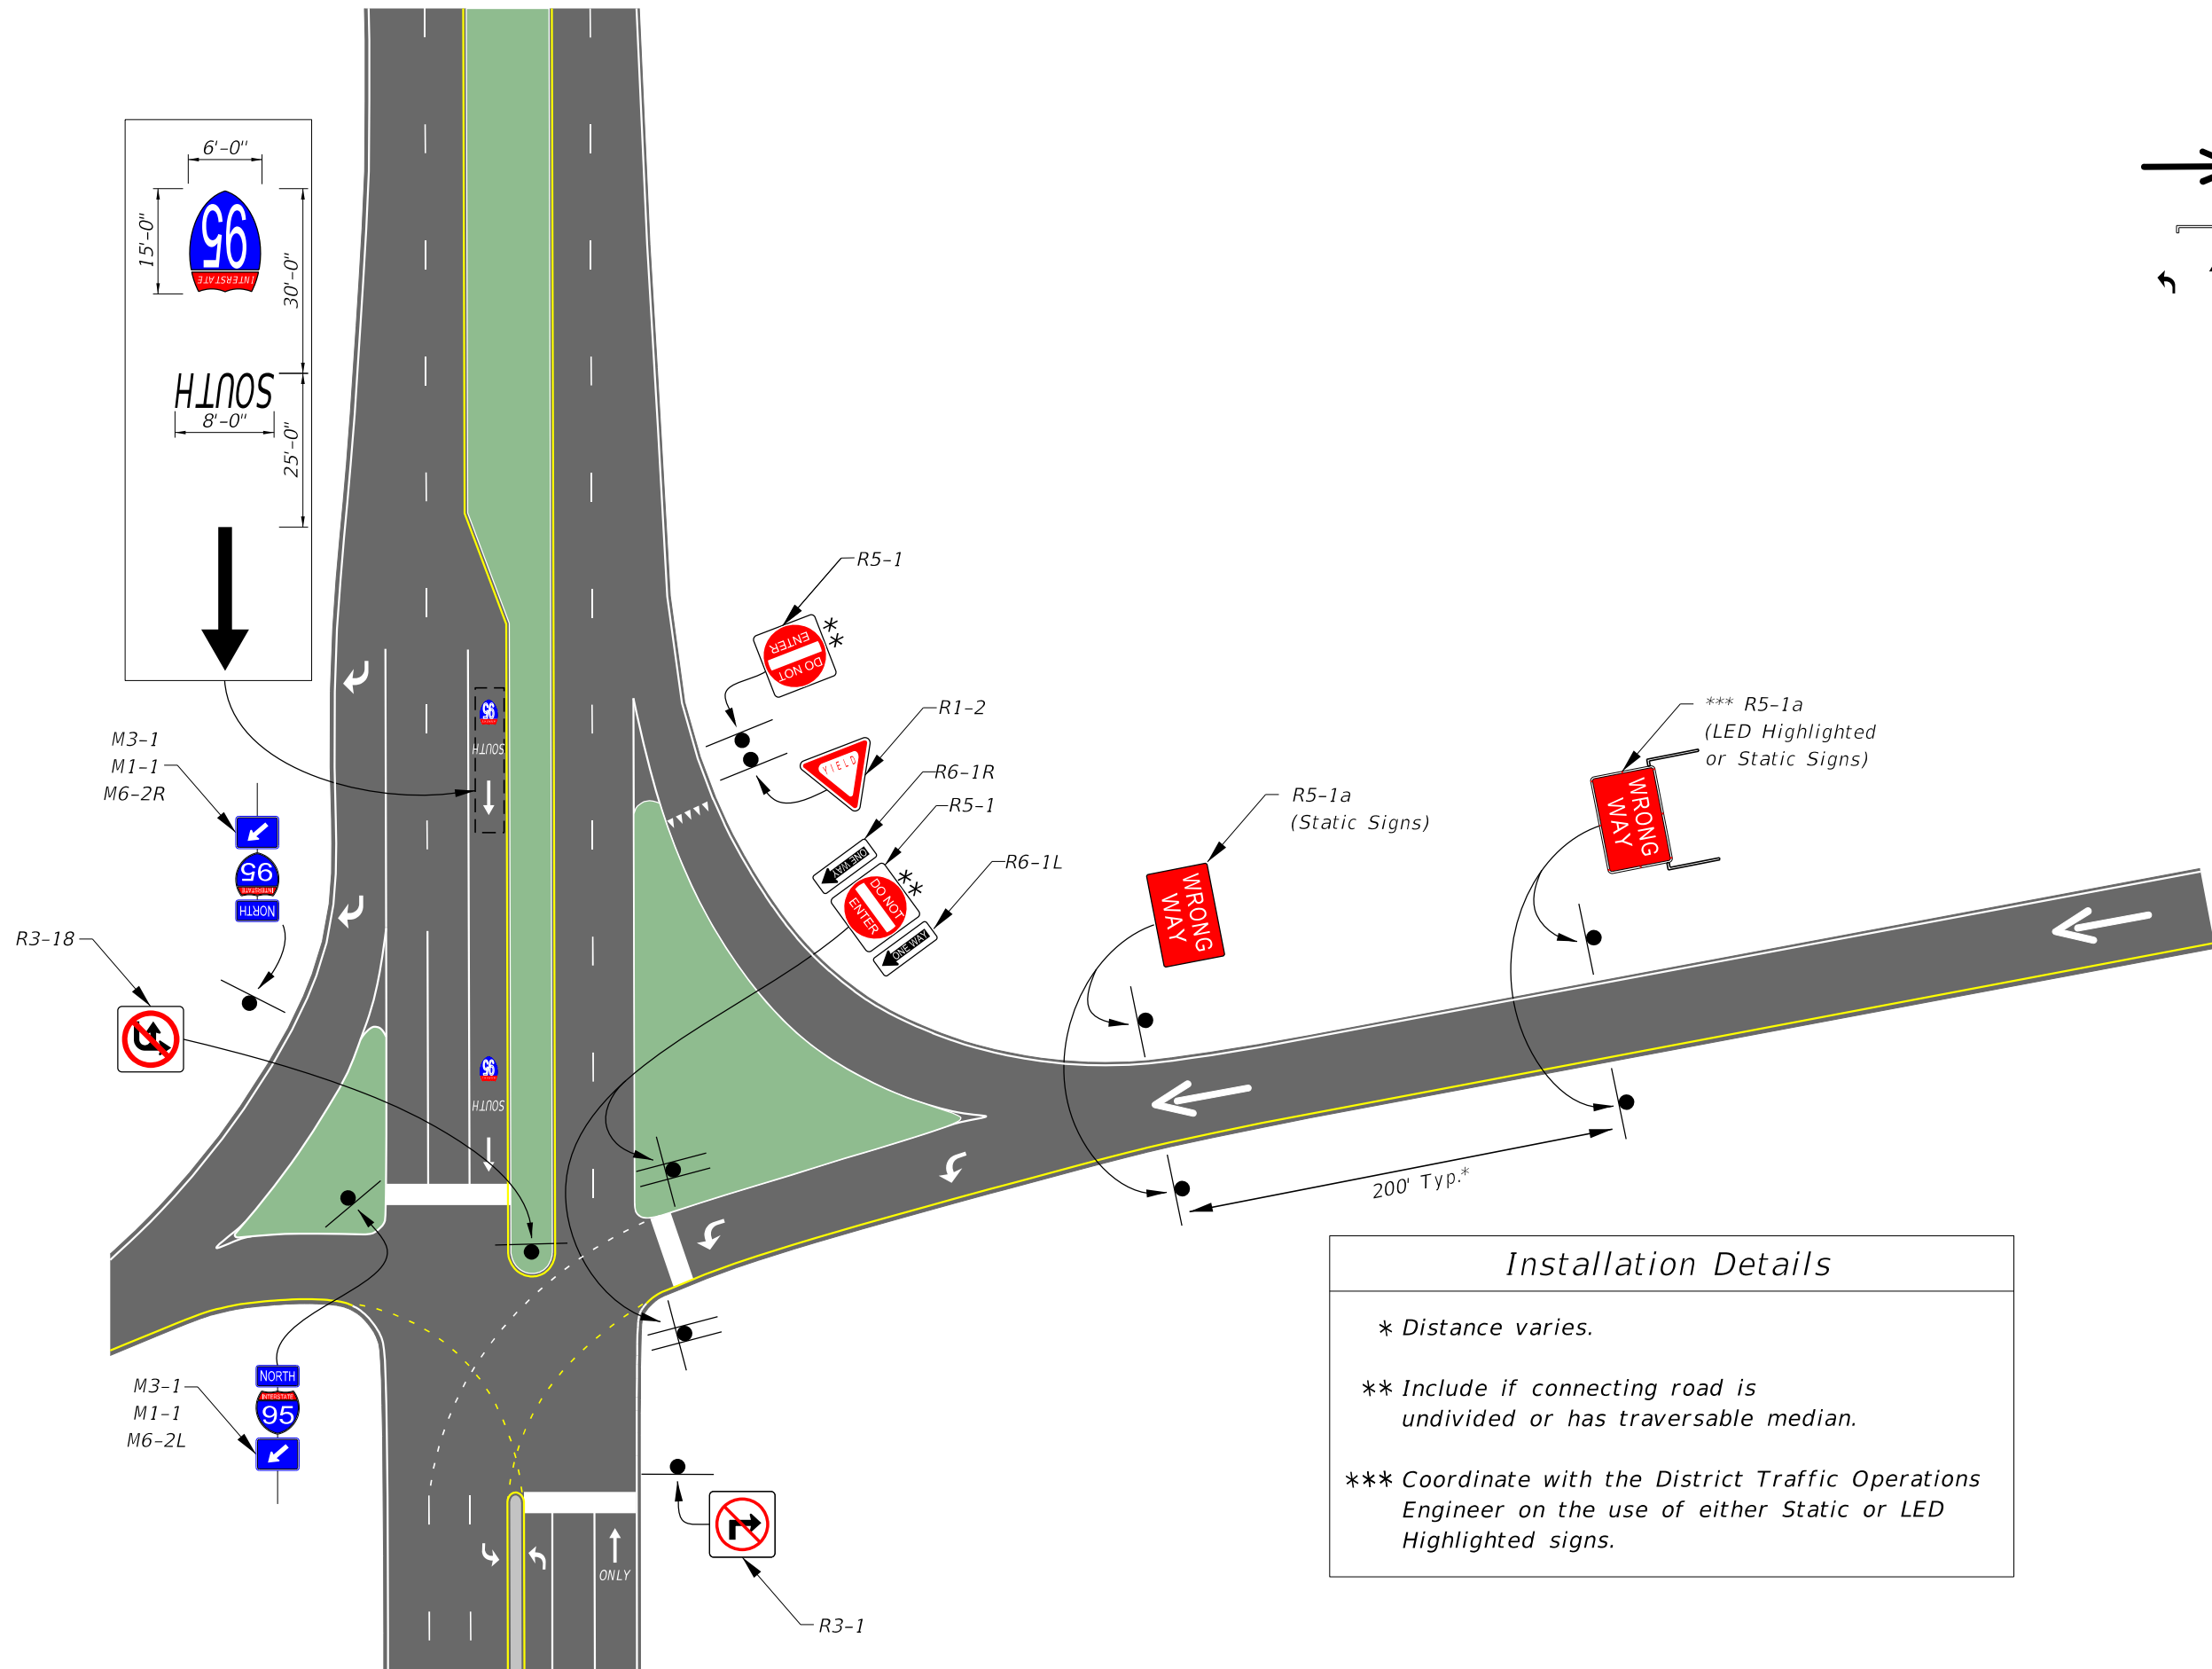 6'-0"
15'-0"
95
INTERSTATE
30'-0"
SOUTH
8'-0"
25'-0"
R5-1
DO NOT
ENTER
**
R1-2
YIELD
R6-1R
R5-1
ONE WAY
DO NOT
ENTER
**
R6-1L
ONE WAY
*** R5-1a
(LED Highlighted
or Static Signs)
WRONG
WAY
R5-1a
(Static Signs)
WRONG
WAY
95
SOUTH
M3-1
M1-1
M6-2R
95
INTERSTATE
NORTH
R3-18
95
SOUTH
200' Typ.*
M3-1
M1-1
M6-2L
NORTH
INTERSTATE
95
ONLY
R3-1
Installation Details
* Distance varies.
** Include if connecting road is
undivided or has traversable median.
*** Coordinate with the District Traffic Operations
Engineer on the use of either Static or LED
Highlighted signs.